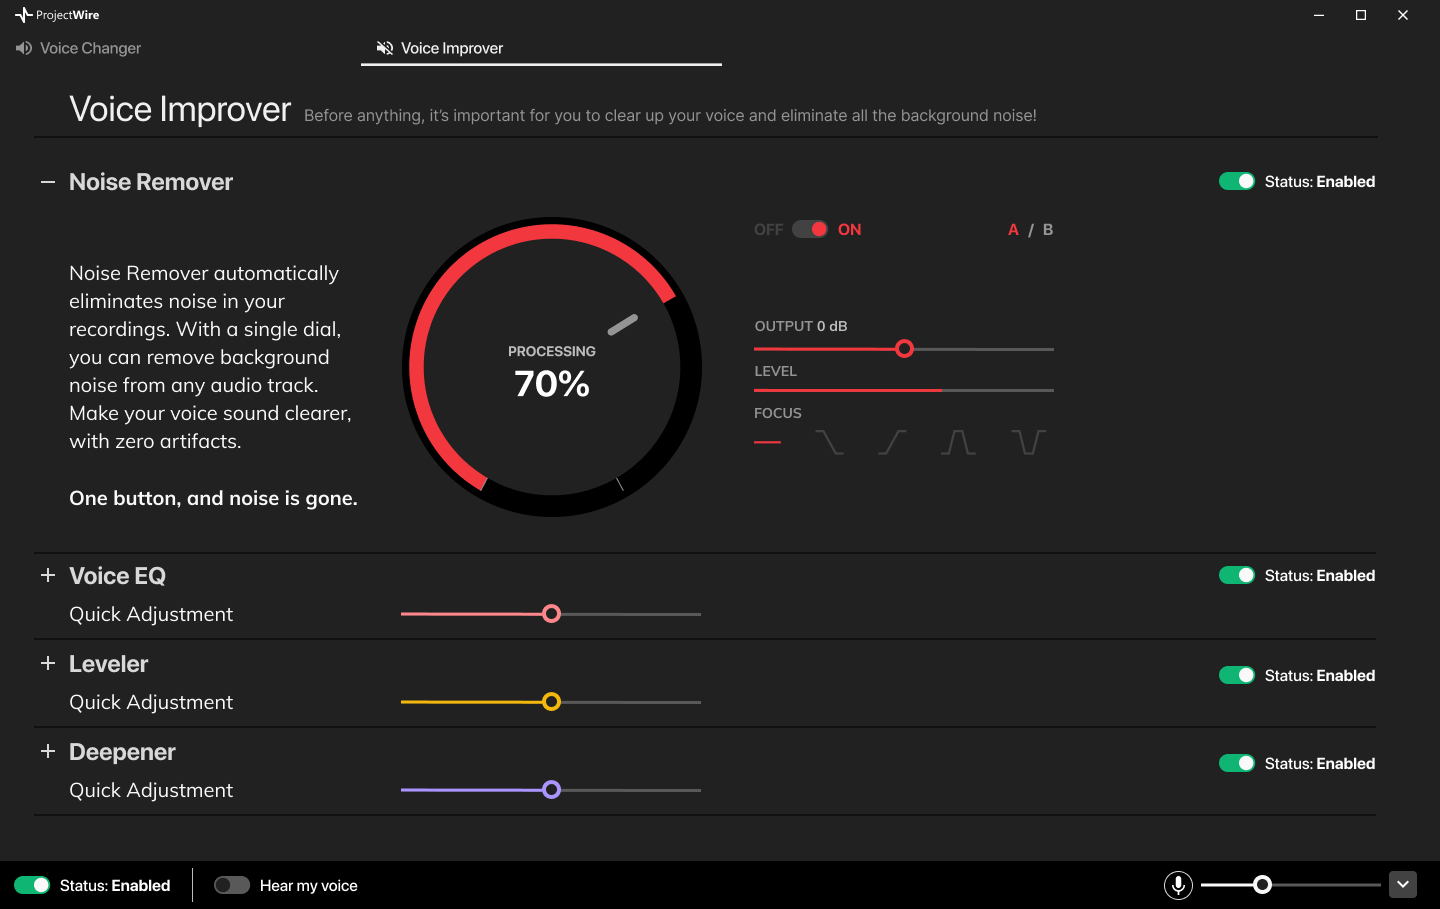 ProjectWire
Voice Changer
Voice Improver
Voice Improver
Before anything, it's important for you to clear up your voice and eliminate all the background noise!
Noise Remover
Status: Enabled
Noise Remover automatically
eliminates noise in your
recordings. With a single dial,
you can remove background
noise from any audio track.
Make your voice sound clearer,
with zero artifacts.
One button, and noise is gone.
PROCESSING
70%
OFF
ON
A / B
OUTPUT 0 dB
LEVEL
FOCUS
Voice EQ
Status: Enabled
Quick Adjustment
Leveler
Status: Enabled
Quick Adjustment
Deepener
Status: Enabled
Quick Adjustment
Status: Enabled
Hear my voice